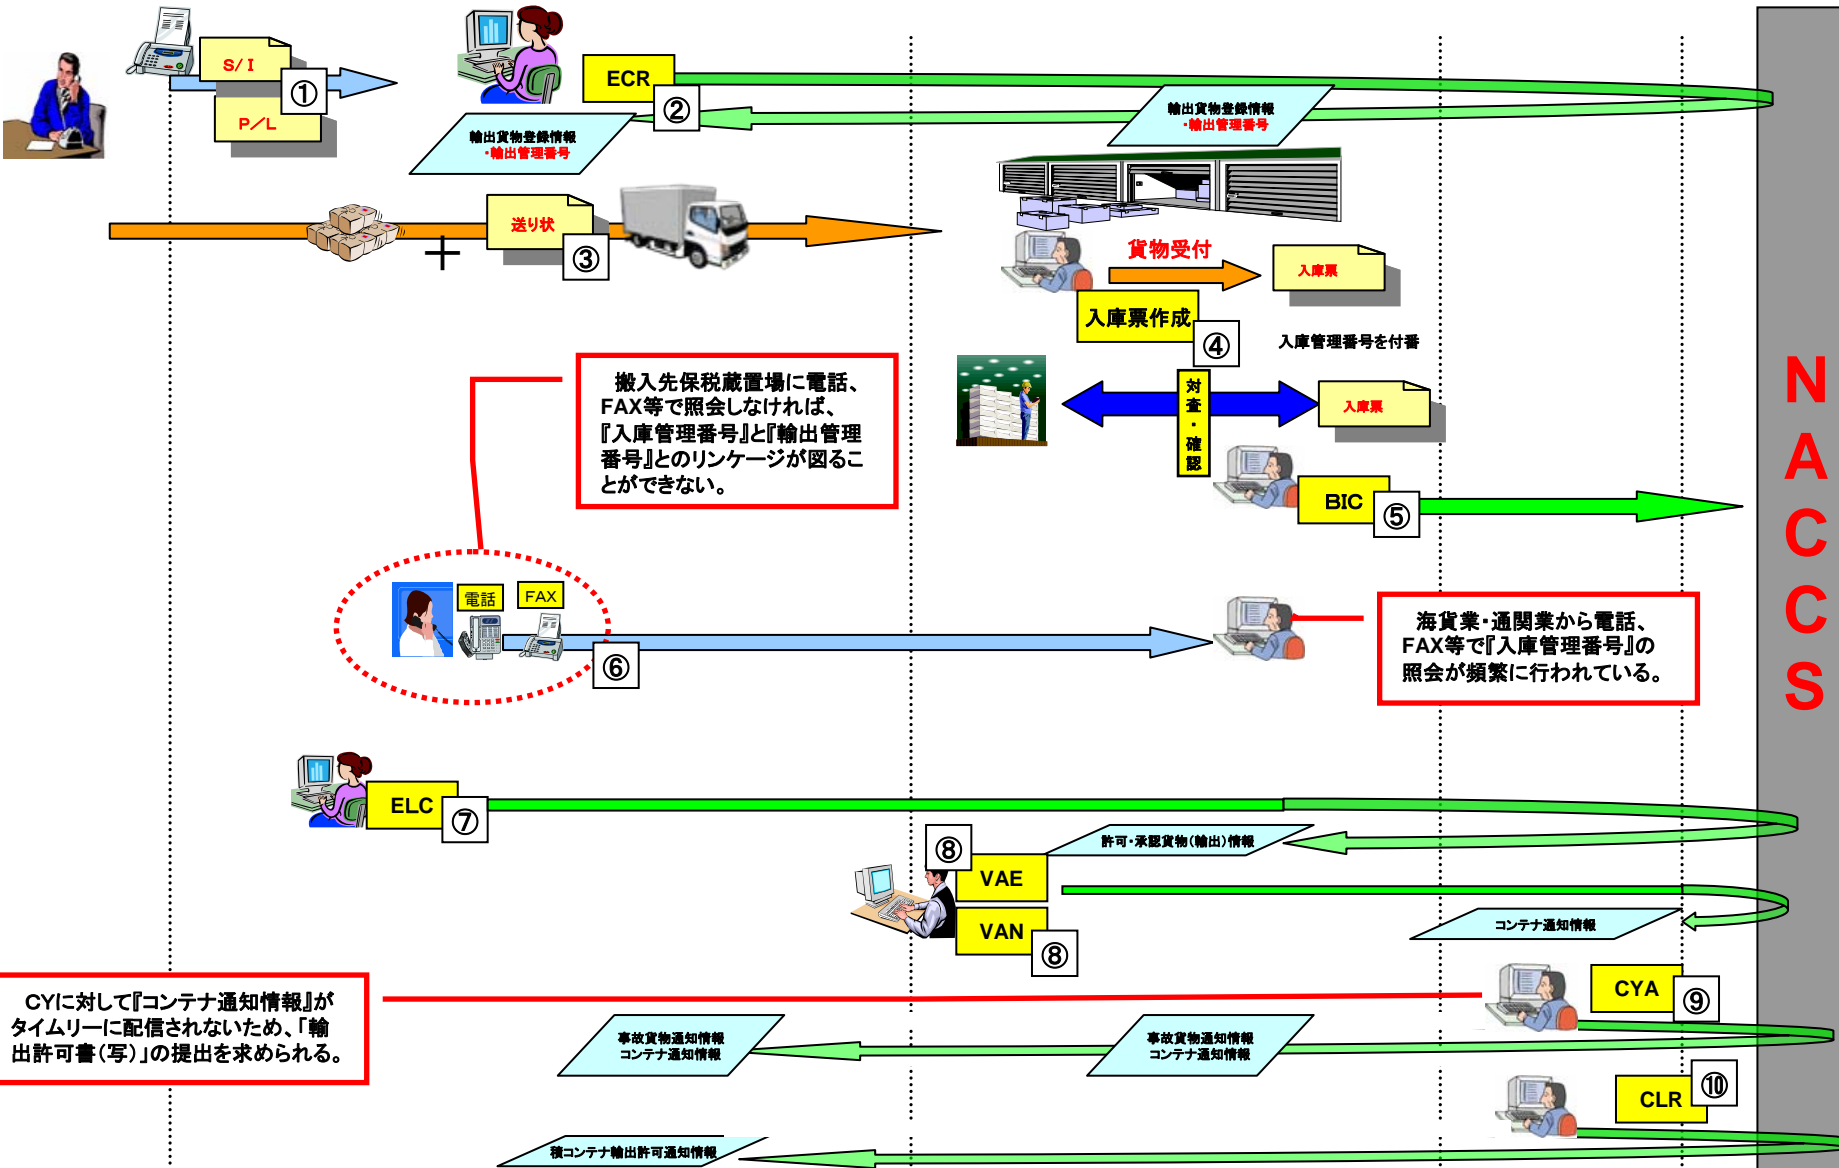 S/I
①
P/L
ECR
②
輸出貨物登録情報
・輸出管理番号
輸出貨物登録情報
・輸出管理番号
送り状
③
貨物受付
入庫票
入庫票作成
④
入庫管理番号を付番
搬入先保税蔵置場に電話、
FAX等で照会しなければ、
『入庫管理番号』と『輸出管理
番号』とのリンケージが図るこ
とができない。
対査・確認
入庫票
BIC
⑤
NACCS
電話
FAX
⑥
海貨業・通関業から電話、
FAX等で『入庫管理番号』の
照会が頻繁に行われている。
ELC
⑦
許可・承認貨物(輸出)情報
⑧
VAE
VAN
⑧
コンテナ通知情報
CYに対して『コンテナ通知情報』が
タイムリーに配信されないため、「輸
出許可書(写)」の提出を求められる。
CYA
⑨
事故貨物通知情報
コンテナ通知情報
事故貨物通知情報
コンテナ通知情報
CLR
⑩
積コンテナ輸出許可通知情報